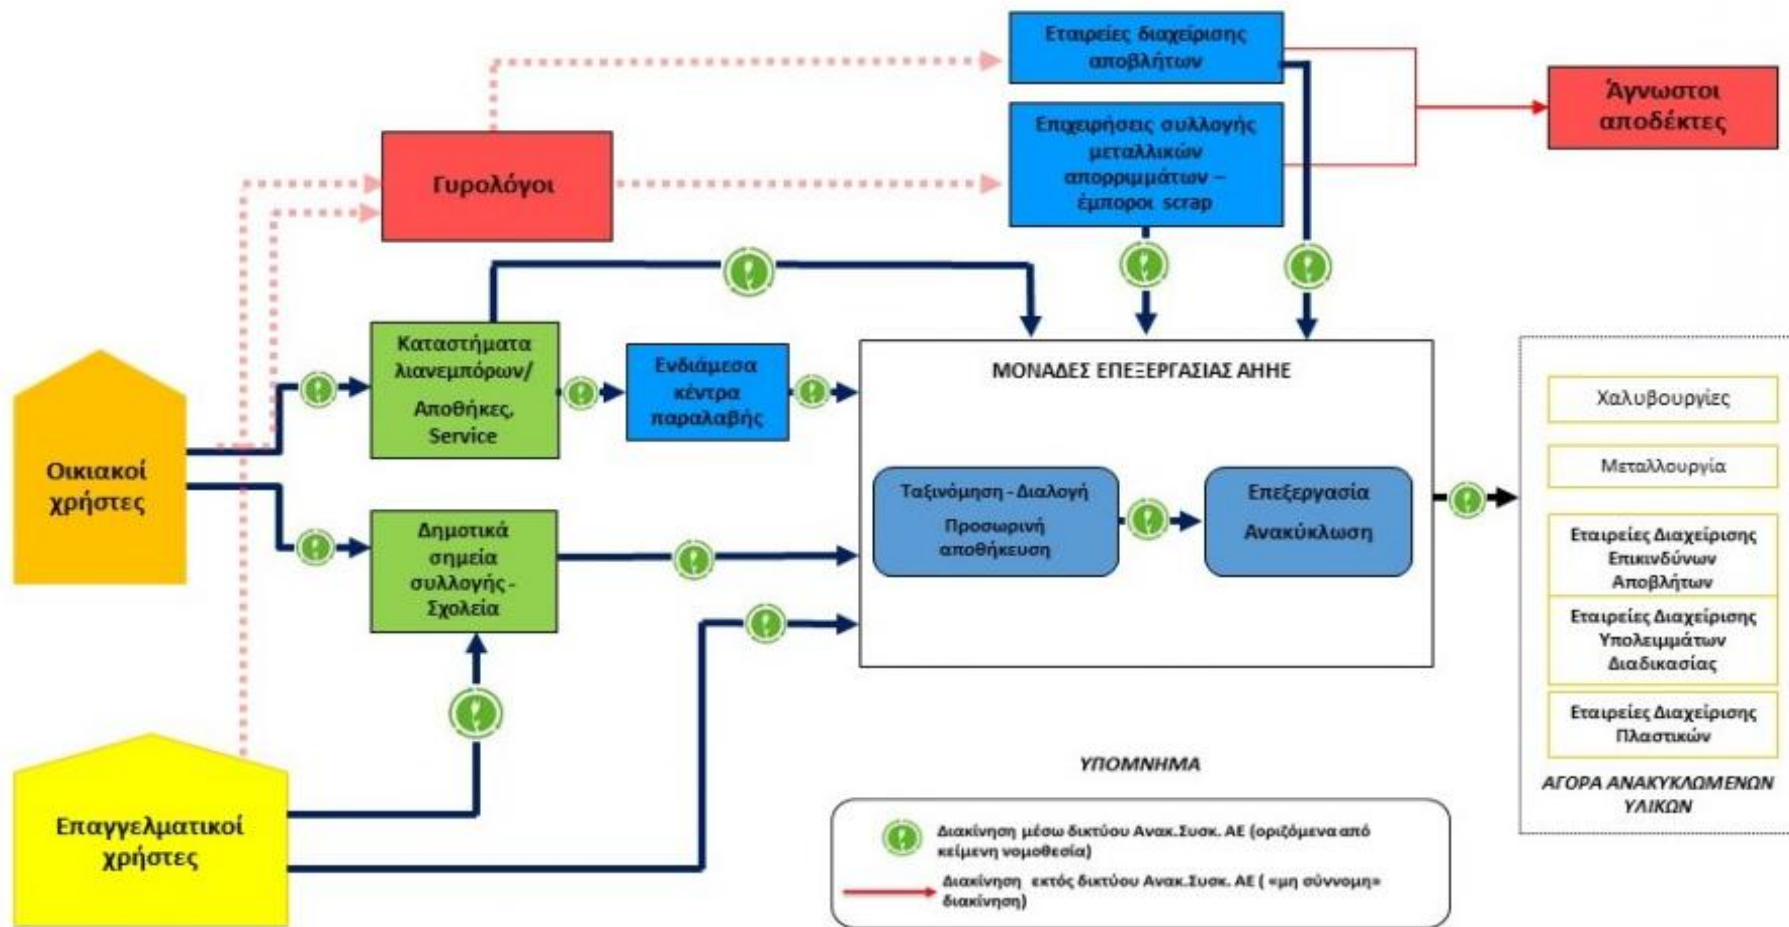 Εταιρείες διαχείρισης
αποβλήτων
Άγνωστοι
αποδέκτες
Επιχειρήσεις συλλογής
μεταλλικών
απορριμμάτων –
έμποροι scrap
Γυρολόγοι
Καταστήματα
λιανεμπόρων/
Αποθήκες,
Service
Ενδιάμεσα
κέντρα
παραλαβής
ΜΟΝΑΔΕΣ ΕΠΕΞΕΡΓΑΣΙΑΣ ΑΗΗΕ
Οικιακοί
χρήστες
Ταξινόμηση - Διαλογή
Προσωρινή
αποθήκευση
Επεξεργασία
Ανακύκλωση
Δημοτικά
σημεία
συλλογής -
Σχολεία
Χαλυβουργίες
Μεταλλουργία
Εταιρείες Διαχείρισης
Επικινδύνων
Αποβλήτων
Εταιρείες Διαχείρισης
Υπολειμμάτων
Διαδικασίας
Εταιρείες Διαχείρισης
Πλαστικών
ΑΓΟΡΑ ΑΝΑΚΥΚΛΩΜΕΝΩΝ
ΥΛΙΚΩΝ
Επαγγελματικοί
χρήστες
ΥΠΟΜΝΗΜΑ
Διακίνηση μέσω δικτύου Ανακ.Συσκ. ΑΕ (οριζόμενα από
κείμενη νομοθεσία)
Διακίνηση εκτός δικτύου Ανακ.Συσκ. ΑΕ ( «μη σύννομη»
διακίνηση)